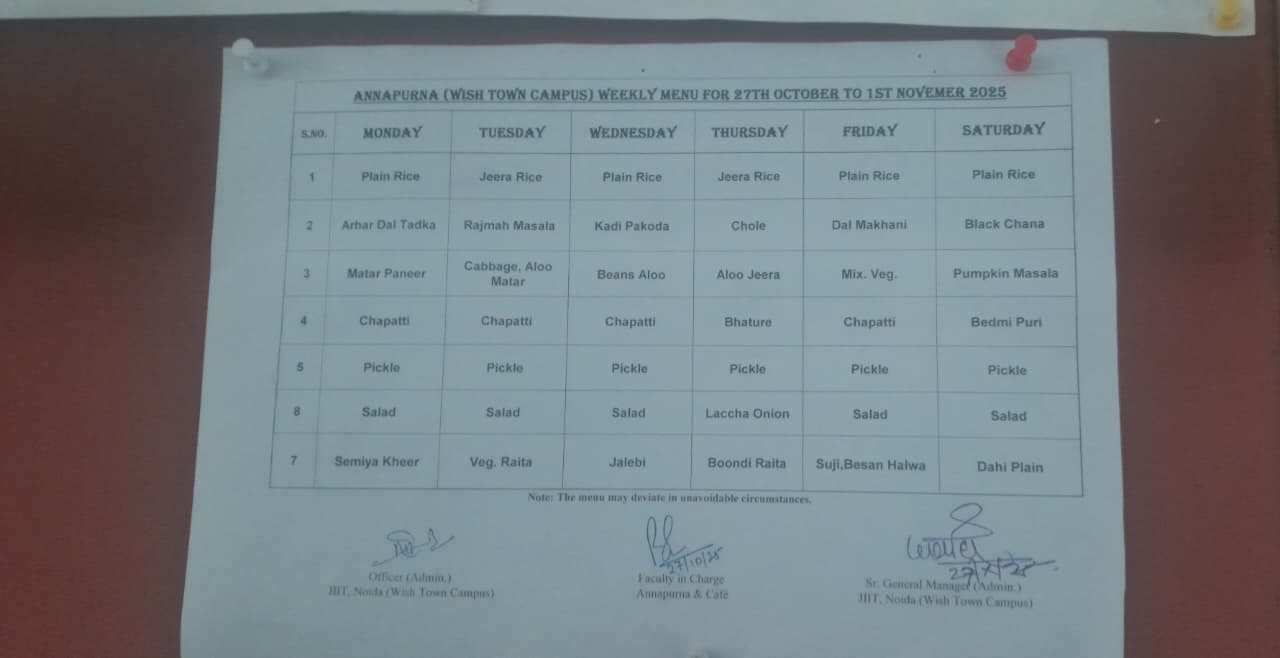 ANNAPURNA (WISH TOWN CAMPUS) WEEKLY MENU FOR 27TH OCTOBER TO 1ST NOVEMER 2025
S.NO. MONDAY TUESDAY WEDNESDAY THURSDAY FRIDAY SATURDAY
1 Plain Rice Jeera Rice Plain Rice Jeera Rice Plain Rice Plain Rice
2 Arhar Dal Tadka Rajmah Masala Kadi Pakoda Chole Dal Makhani Black Chana
3 Matar Paneer Cabbage, Aloo Matar Beans Aloo Aloo Jeera Mix. Veg. Pumpkin Masala
4 Chapatti Chapatti Chapatti Bhature Chapatti Bedmi Puri
5 Pickle Pickle Pickle Pickle Pickle Pickle
8 Salad Salad Salad Laccha Onion Salad Salad
7 Semiya Kheer Veg. Raita Jalebi Boondi Raita Suji,Besan Halwa Dahi Plain
Note: The menu may deviate in unavoidable circumstances.
27/10/25
Officer (Admin.) Faculty in Charge Sr. General Manager (Admin.)
JIIT, Noida (Wish Town Campus) Annapurna & Cafe JIIT, Noida (Wish Town Campus)